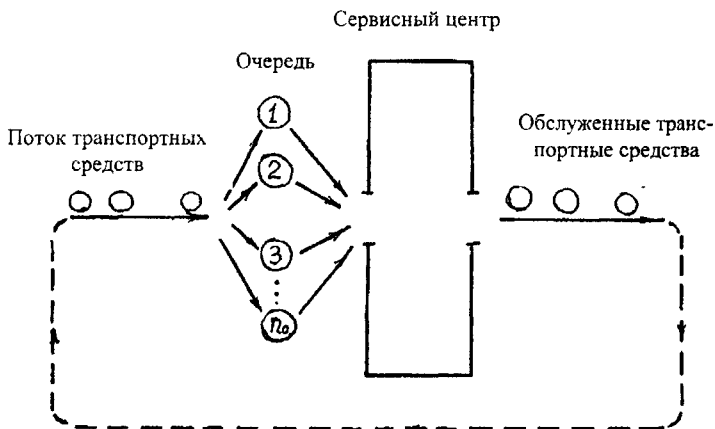 Сервисный центр
Очередь
Поток транспортных
средств
Обслуженные транс-
портные средства
1
2
3
n₀